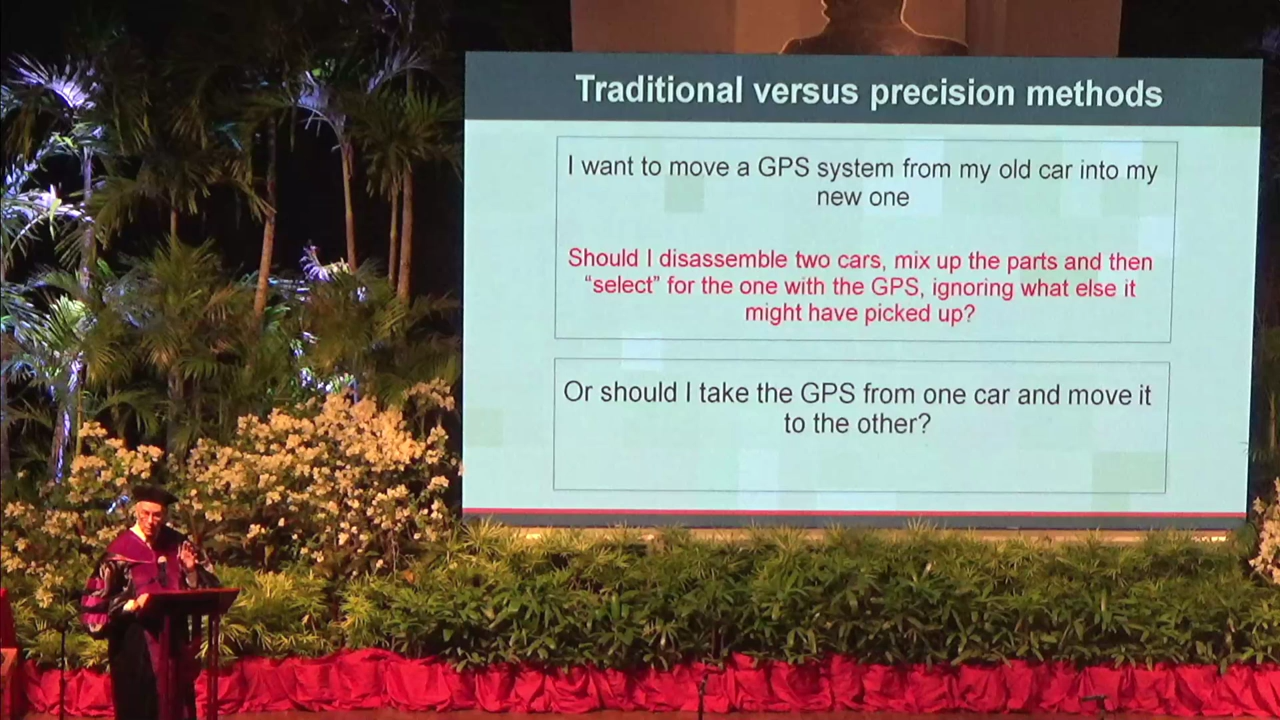 Traditional versus precision methods
I want to move a GPS system from my old car into my
new one
Should I disassemble two cars, mix up the parts and then
“select” for the one with the GPS, ignoring what else it
might have picked up?
Or should I take the GPS from one car and move it
to the other?